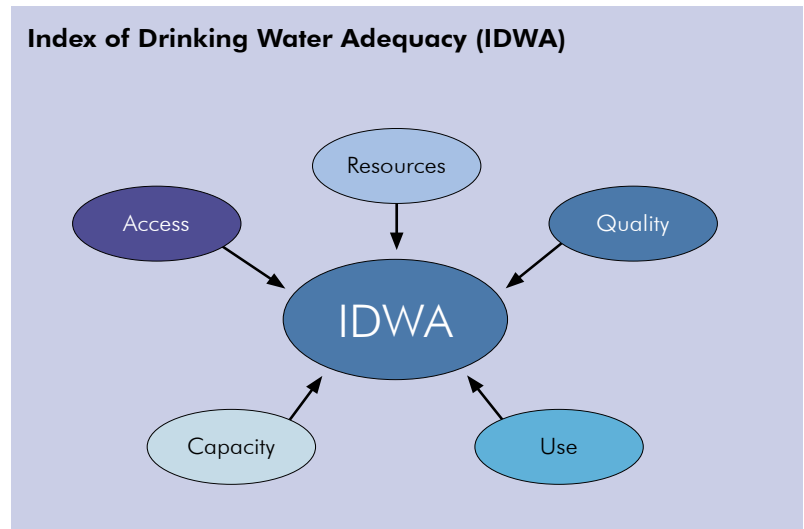 Index of Drinking Water Adequacy (IDWA)
Resources
Access
Quality
IDWA
Capacity
Use